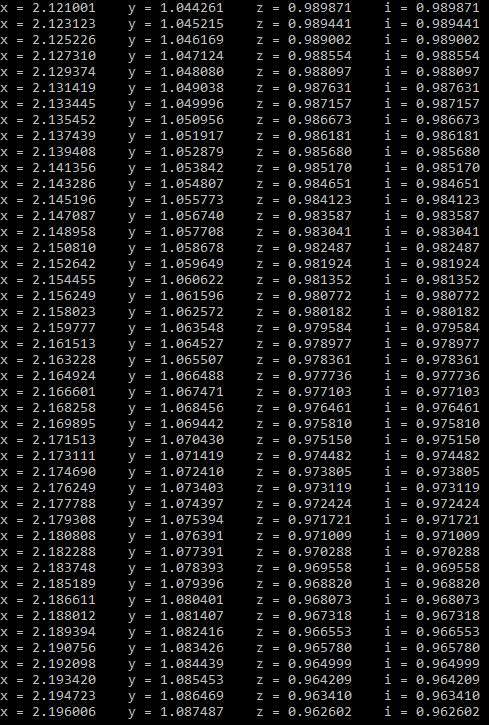 x = 2.121001 y = 1.044261 z = 0.989871 i = 0.989871
x = 2.123123 y = 1.045215 z = 0.989441 i = 0.989441
x = 2.125226 y = 1.046169 z = 0.989002 i = 0.989002
x = 2.127310 y = 1.047124 z = 0.988554 i = 0.988554
x = 2.129374 y = 1.048080 z = 0.988097 i = 0.988097
x = 2.131419 y = 1.049038 z = 0.987631 i = 0.987631
x = 2.133445 y = 1.049996 z = 0.987157 i = 0.987157
x = 2.135452 y = 1.050956 z = 0.986673 i = 0.986673
x = 2.137439 y = 1.051917 z = 0.986181 i = 0.986181
x = 2.139408 y = 1.052879 z = 0.985680 i = 0.985680
x = 2.141356 y = 1.053842 z = 0.985170 i = 0.985170
x = 2.143286 y = 1.054807 z = 0.984651 i = 0.984651
x = 2.145196 y = 1.055773 z = 0.984123 i = 0.984123
x = 2.147087 y = 1.056740 z = 0.983587 i = 0.983587
x = 2.148958 y = 1.057708 z = 0.983041 i = 0.983041
x = 2.150810 y = 1.058678 z = 0.982487 i = 0.982487
x = 2.152642 y = 1.059649 z = 0.981924 i = 0.981924
x = 2.154455 y = 1.060622 z = 0.981352 i = 0.981352
x = 2.156249 y = 1.061596 z = 0.980772 i = 0.980772
x = 2.158023 y = 1.062572 z = 0.980182 i = 0.980182
x = 2.159777 y = 1.063548 z = 0.979584 i = 0.979584
x = 2.161513 y = 1.064527 z = 0.978977 i = 0.978977
x = 2.163228 y = 1.065507 z = 0.978361 i = 0.978361
x = 2.164924 y = 1.066488 z = 0.977736 i = 0.977736
x = 2.166601 y = 1.067471 z = 0.977103 i = 0.977103
x = 2.168258 y = 1.068456 z = 0.976461 i = 0.976461
x = 2.169895 y = 1.069442 z = 0.975810 i = 0.975810
x = 2.171513 y = 1.070430 z = 0.975150 i = 0.975150
x = 2.173111 y = 1.071419 z = 0.974482 i = 0.974482
x = 2.174690 y = 1.072410 z = 0.973805 i = 0.973805
x = 2.176249 y = 1.073403 z = 0.973119 i = 0.973119
x = 2.177788 y = 1.074397 z = 0.972424 i = 0.972424
x = 2.179308 y = 1.075394 z = 0.971721 i = 0.971721
x = 2.180808 y = 1.076391 z = 0.971009 i = 0.971009
x = 2.182288 y = 1.077391 z = 0.970288 i = 0.970288
x = 2.183748 y = 1.078393 z = 0.969558 i = 0.969558
x = 2.185189 y = 1.079396 z = 0.968820 i = 0.968820
x = 2.186611 y = 1.080401 z = 0.968073 i = 0.968073
x = 2.188012 y = 1.081407 z = 0.967318 i = 0.967318
x = 2.189394 y = 1.082416 z = 0.966553 i = 0.966553
x = 2.190756 y = 1.083426 z = 0.965780 i = 0.965780
x = 2.192098 y = 1.084439 z = 0.964999 i = 0.964999
x = 2.193420 y = 1.085453 z = 0.964209 i = 0.964209
x = 2.194723 y = 1.086469 z = 0.963410 i = 0.963410
x = 2.196006 y = 1.087487 z = 0.962602 i = 0.962602